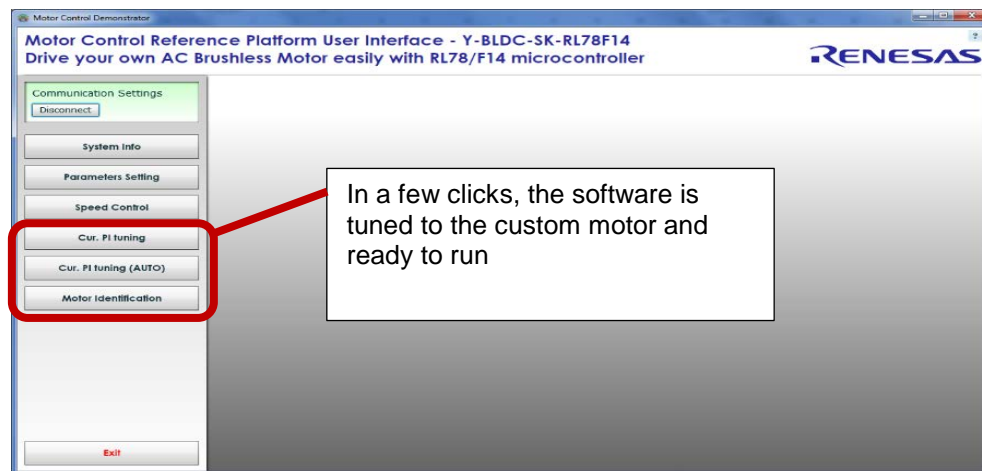 Motor Control Demonstrator
Motor Control Reference Platform User Interface - Y-BLDC-SK-RL78F14
Drive your own AC Brushless Motor easily with RL78/F14 microcontroller
?
RENESAS
Communication Settings
Disconnect
System Info
Parameters Setting
Speed Control
Cur. PI tuning
Cur. PI tuning (AUTO)
Motor Identification
Exit
In a few clicks, the software is
tuned to the custom motor and
ready to run